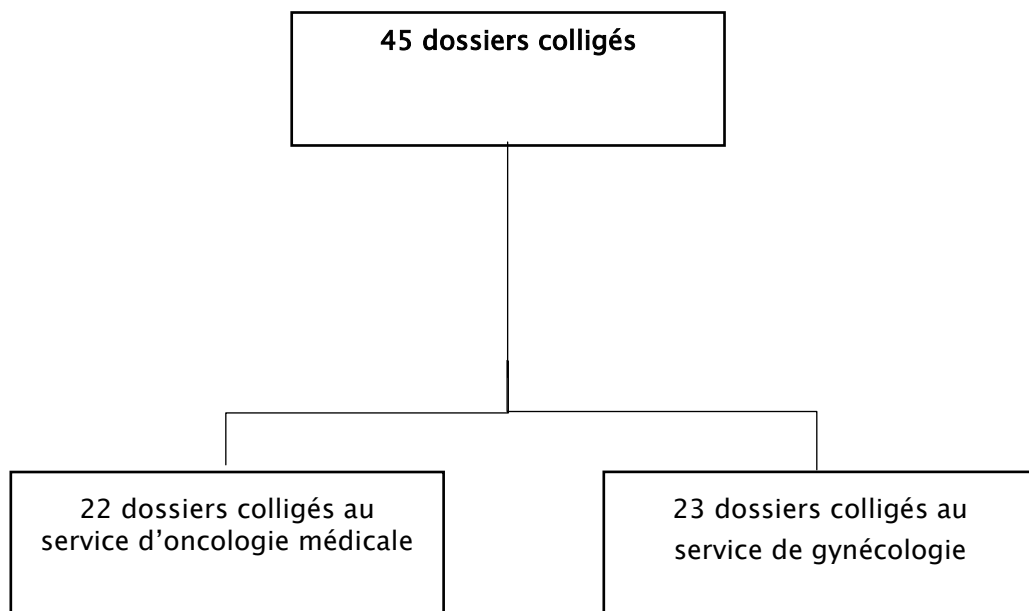 45 dossiers colligés
22 dossiers colligés au
service d’oncologie médicale
23 dossiers colligés au
service de gynécologie